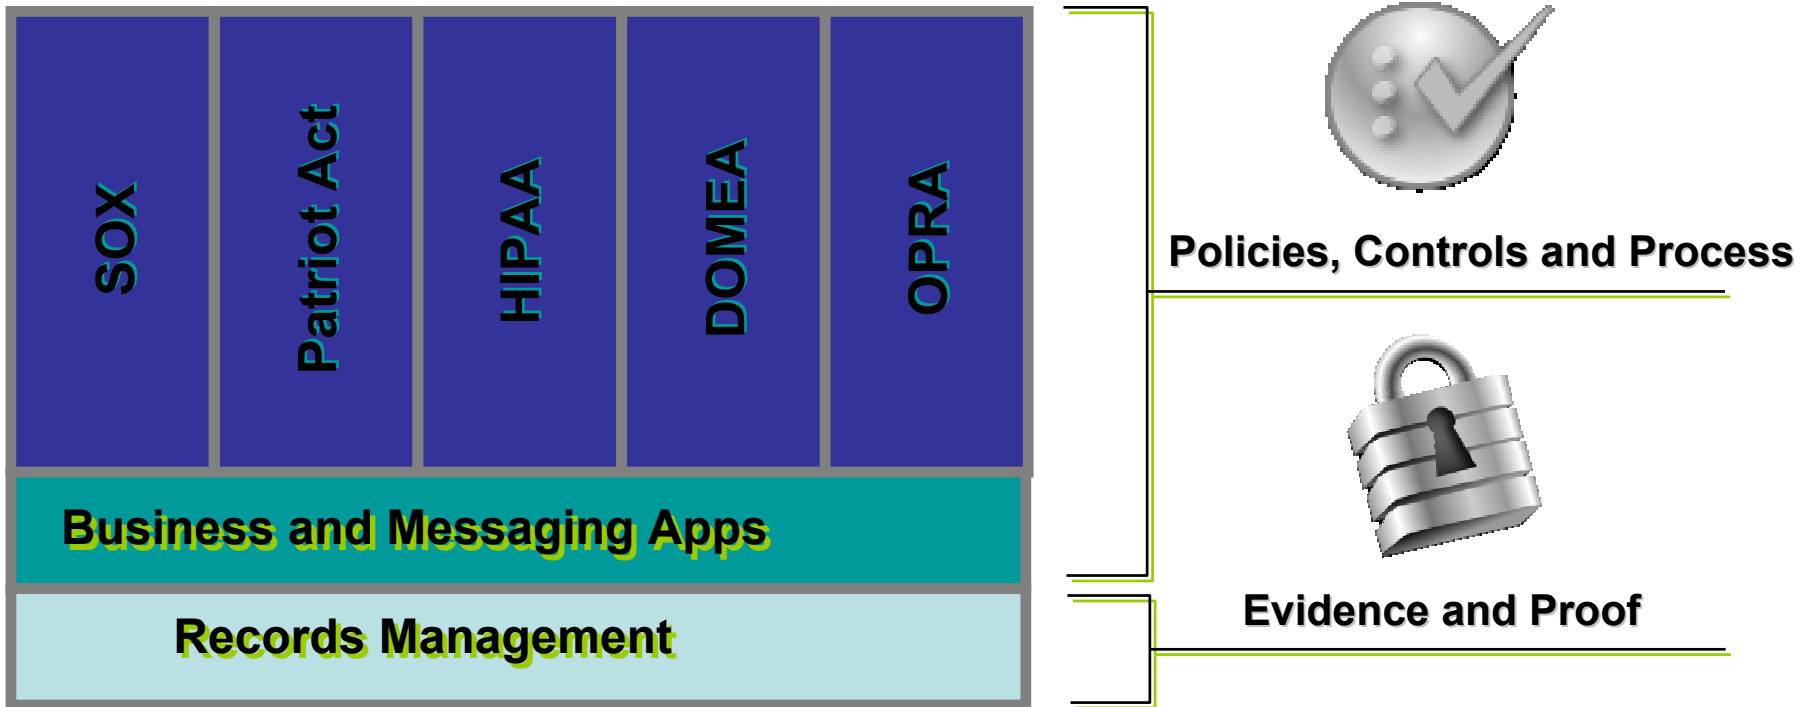 SOX
Patriot Act
HIPAA
DOMEA
OPRA
Business and Messaging Apps
Records Management
Policies, Controls and Process
Evidence and Proof